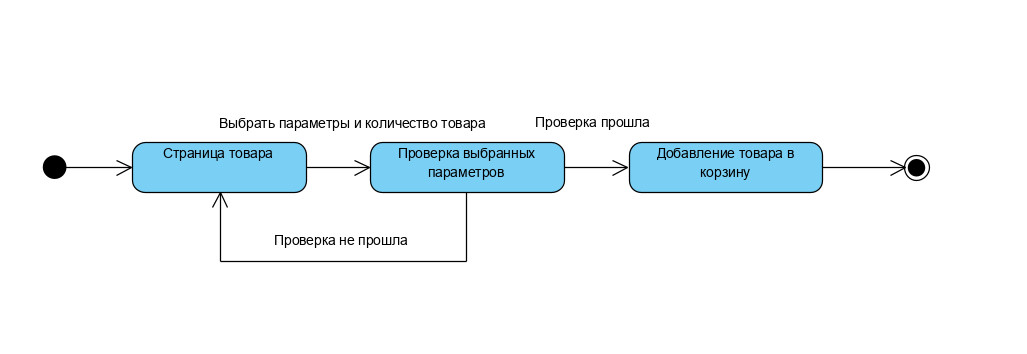 Выбрать параметры и количество товара
Проверка прошла
Страница товара
Проверка выбранных
параметров
Добавление товара в
корзину
Проверка не прошла